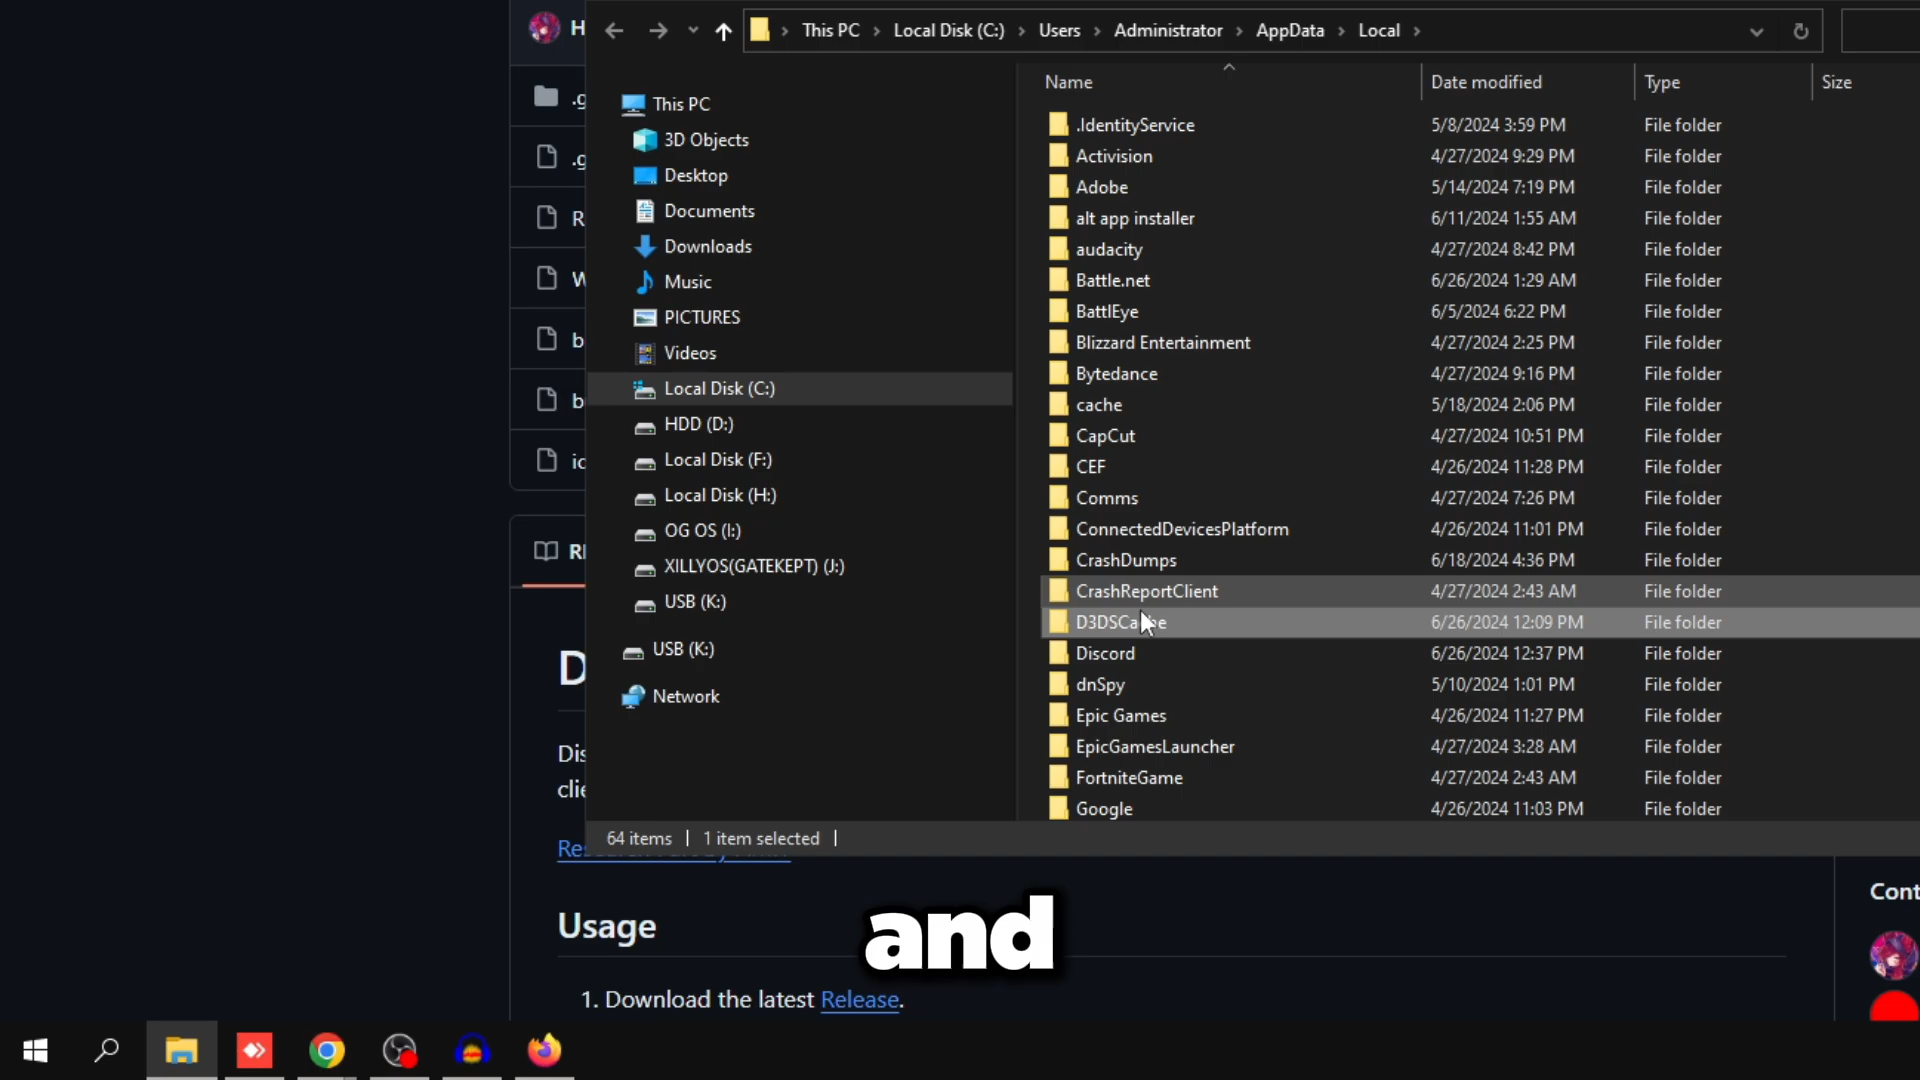 This PC > Local Disk (C:) > Users > Administrator > AppData > Local >
Name Date modified Type Size
This PC
3D Objects
Desktop
Documents
Downloads
Music
PICTURES
Videos
Local Disk (C:)
HDD (D:)
Local Disk (F:)
Local Disk (H:)
OG OS (I:)
XILLYOS(GATEKEPT) (J:)
USB (K:)
USB (K:)
Network
.IdentityService 5/8/2024 3:59 PM File folder
Activision 4/27/2024 9:29 PM File folder
Adobe 5/14/2024 7:19 PM File folder
alt app installer 6/11/2024 1:55 AM File folder
audacity 4/27/2024 8:42 PM File folder
Battle.net 6/26/2024 1:29 AM File folder
BattlEye 6/5/2024 6:22 PM File folder
Blizzard Entertainment 4/27/2024 2:25 PM File folder
Bytedance 4/27/2024 9:16 PM File folder
cache 5/18/2024 2:06 PM File folder
CapCut 4/27/2024 10:51 PM File folder
CEF 4/26/2024 11:28 PM File folder
Comms 4/27/2024 7:26 PM File folder
ConnectedDevicesPlatform 4/26/2024 11:01 PM File folder
CrashDumps 6/18/2024 4:36 PM File folder
CrashReportClient 4/27/2024 2:43 AM File folder
D3DSCache 6/26/2024 12:09 PM File folder
Discord 6/26/2024 12:37 PM File folder
dnSpy 5/10/2024 1:01 PM File folder
Epic Games 4/26/2024 11:27 PM File folder
EpicGamesLauncher 4/27/2024 3:28 AM File folder
FortniteGame 4/27/2024 2:43 AM File folder
Google 4/26/2024 11:03 PM File folder
64 items | 1 item selected |
Usage
and
1. Download the latest Release.